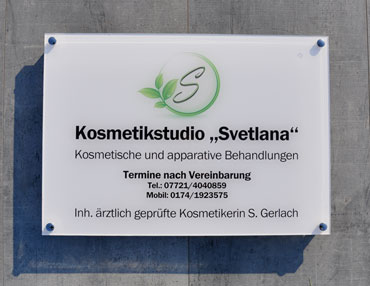 S
Kosmetikstudio „Svetlana“
Kosmetische und apparative Behandlungen
Termine nach Vereinbarung
Tel.: 07721/4040859
Mobil: 0174/1923575
Inh. ärztlich geprüfte Kosmetikerin S. Gerlach